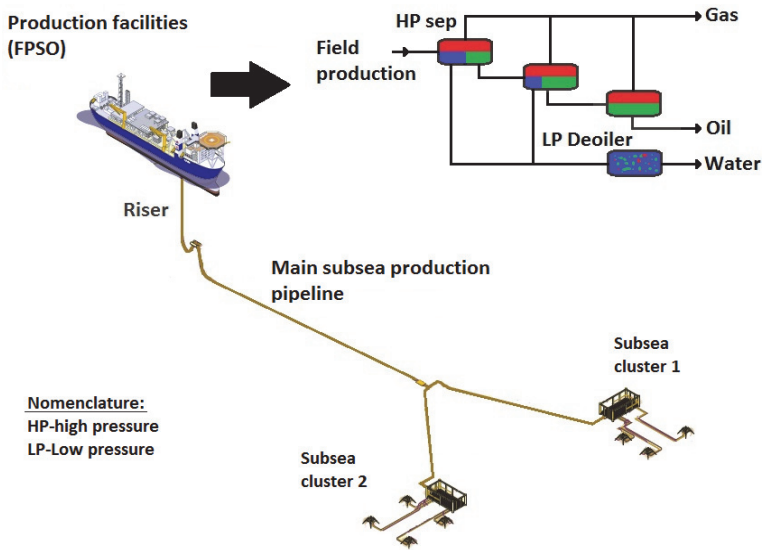 Production facilities
(FPSO)
HP sep
Gas
Field
production
LP Deoiler
Oil
Water
Riser
Main subsea production
pipeline
Subsea
cluster 1
Nomenclature:
HP-high pressure
LP-Low pressure
Subsea
cluster 2